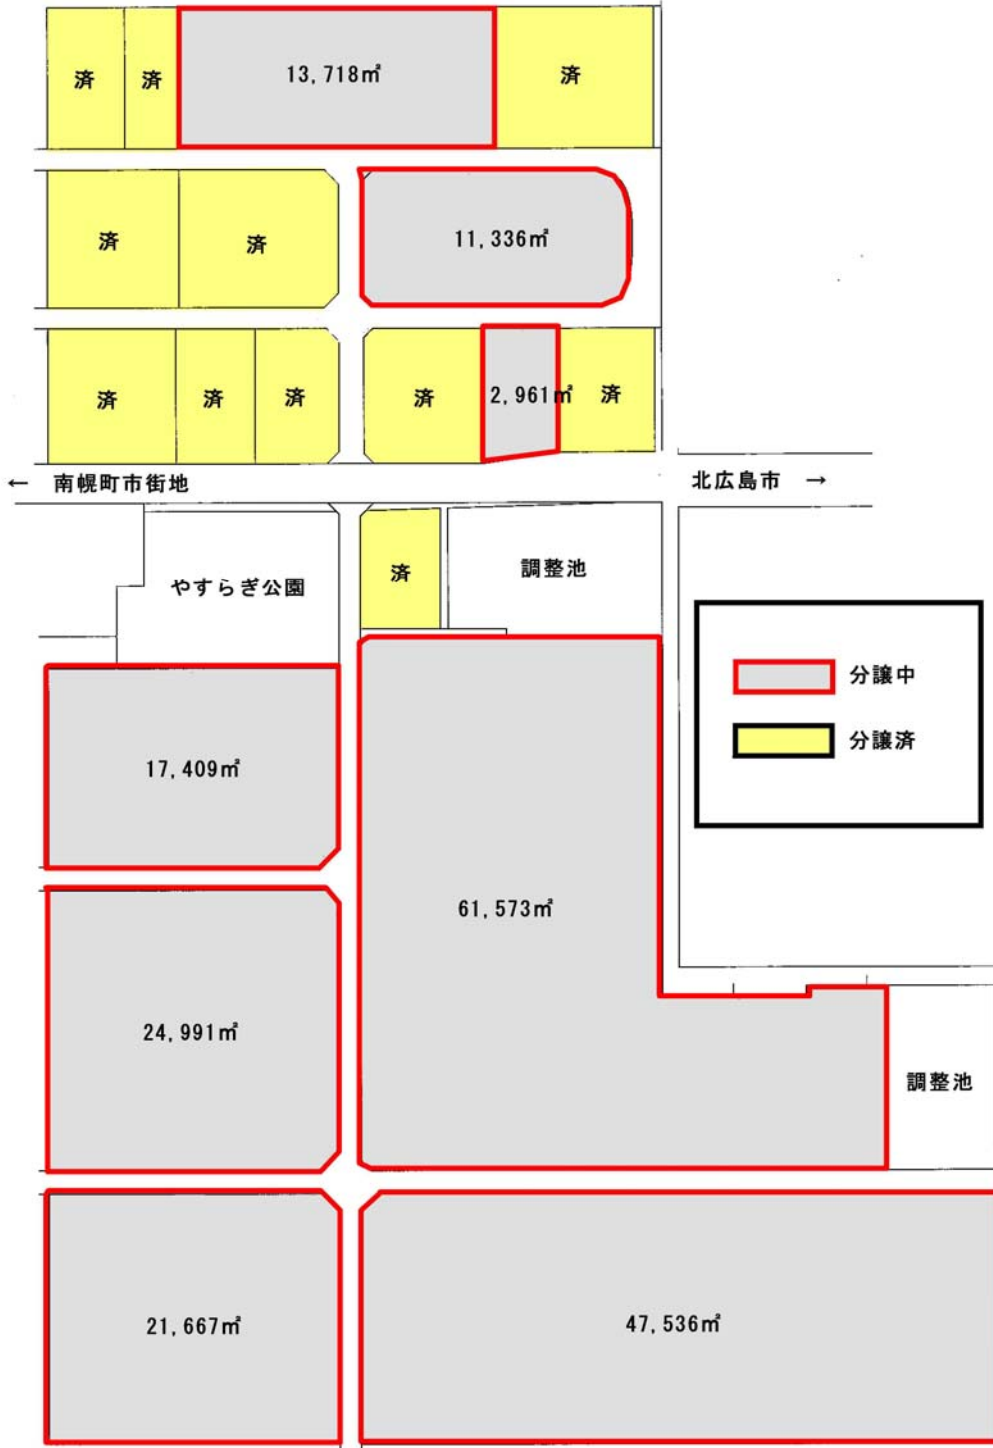 済
済
13,718㎡
済
済
済
11,336㎡
済
済
済
済
2,961㎡
済
← 南幌町市街地
北広島市 →
やすらぎ公園
済
調整池
分譲中
分譲済
17,409㎡
61,573㎡
24,991㎡
調整池
21,667㎡
47,536㎡